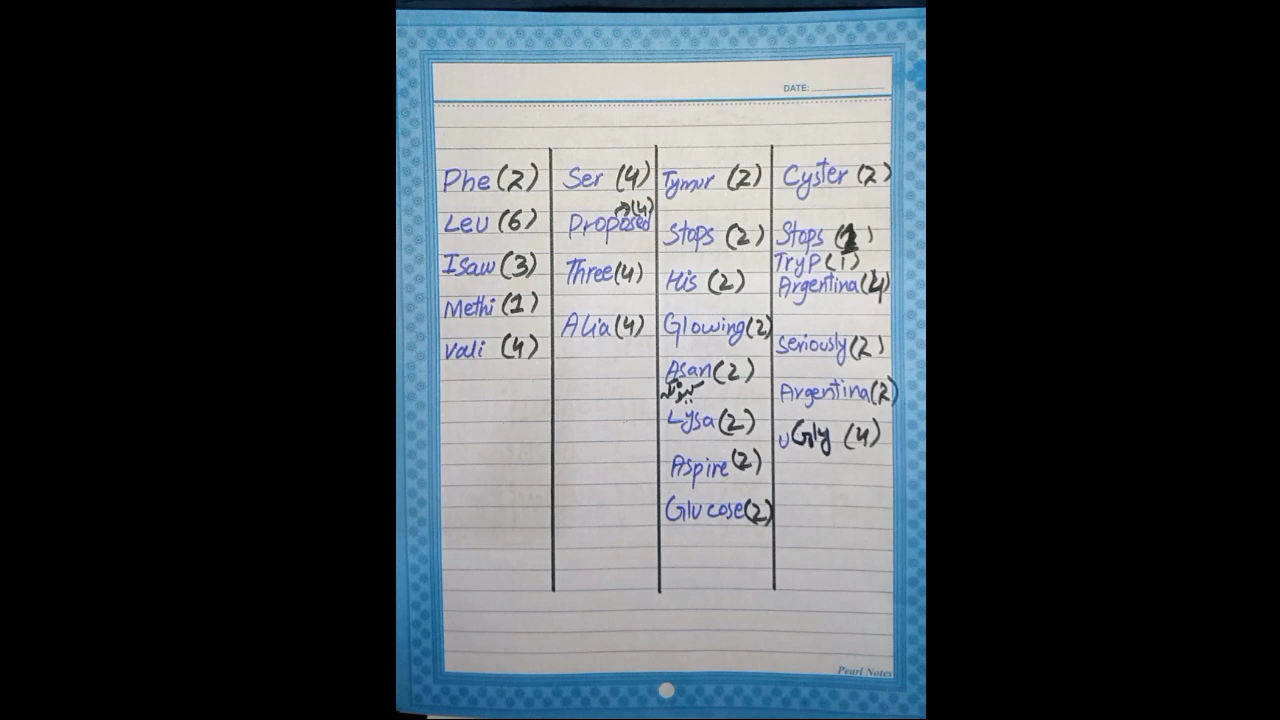 DATE:
Phe (2)
Leu (6)
Isaw (3)
Methi (1)
Vali (4)
Ser (4)
(4)
Proposed
Three (4)
Alia (4)
Tymur (2)
Stops (2)
His (2)
Glowing (2)
Asan (2)
Lysa (2)
Aspire (2)
Glucose (2)
Cyster (2)
Stops (1)
Tryp (1)
Argentina (4)
Seriously (2)
Argentina (2)
uGly (4)
Pearl Notes